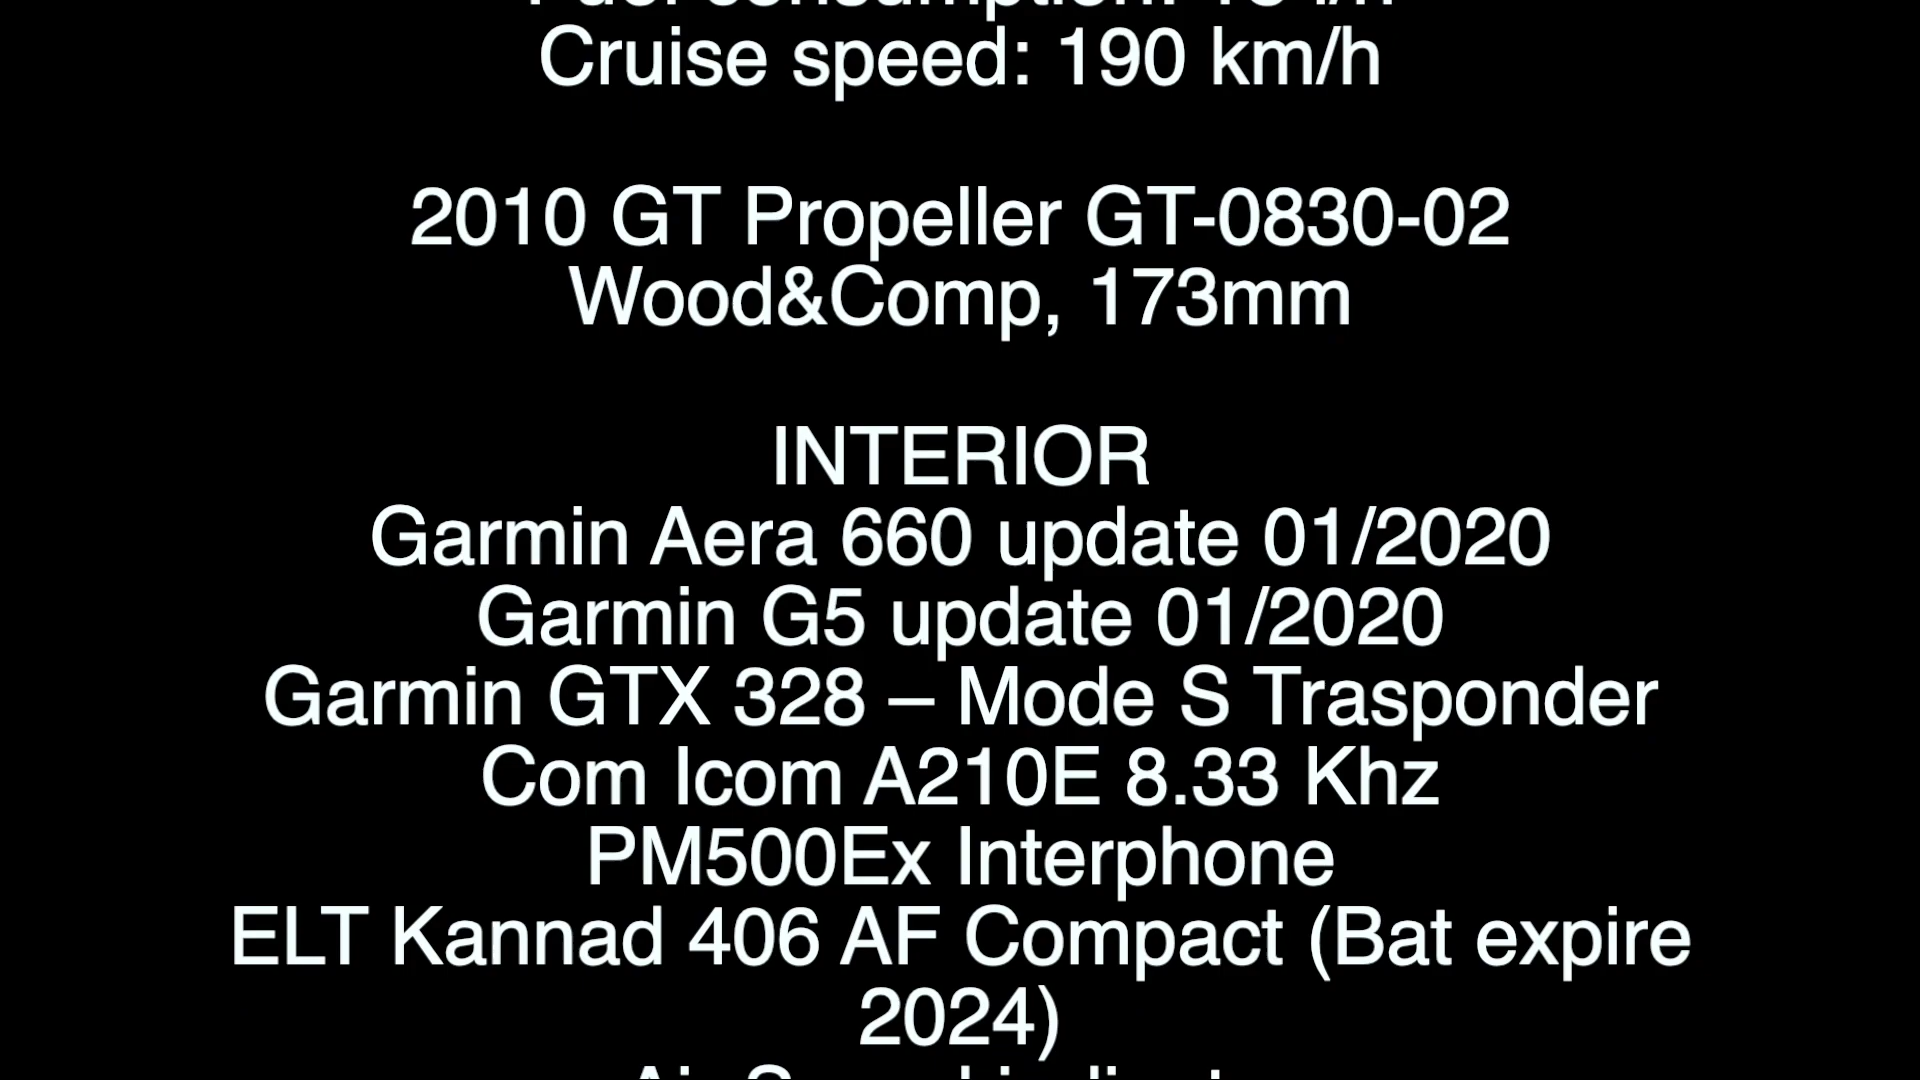 Fuel consumption:
Cruise speed: 190 km/h
2010 GT Propeller GT-0830-02
Wood&Comp, 173mm
INTERIOR
Garmin Aera 660 update 01/2020
Garmin G5 update 01/2020
Garmin GTX 328 – Mode S Trasponder
Com Icom A210E 8.33 Khz
PM500Ex Interphone
ELT Kannad 406 AF Compact (Bat expire
2024)